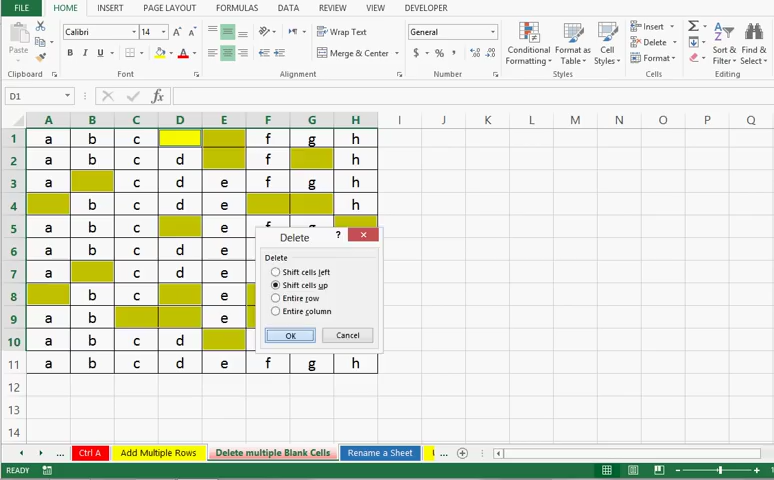 FILE HOME INSERT PAGE LAYOUT FORMULAS DATA REVIEW VIEW DEVELOPER
Paste
Clipboard
Calibri 14
B I U
Font
Wrap Text
Merge & Center
Alignment
General
$ % ,
Number
Conditional Formatting
Format as Table
Cell Styles
Styles
Insert
Delete
Format
Cells
Sort & Filter
Find & Select
Editing
D1
fx
A B C D E F G H I J K L M N O P Q
1 a b c f g h
2 a b c d f h
3 a c d e f g h
4 b c d e h
5 a b c e f g
6 a b c d e
7 a c d e
8 b c e
9 a b e
10 a b c d
11 a b c d e f g h
12
13
14
Delete ?
Delete
Shift cells left
Shift cells up
Entire row
Entire column
OK Cancel
... Ctrl A Add Multiple Rows Delete multiple Blank Cells Rename a Sheet ...
READY